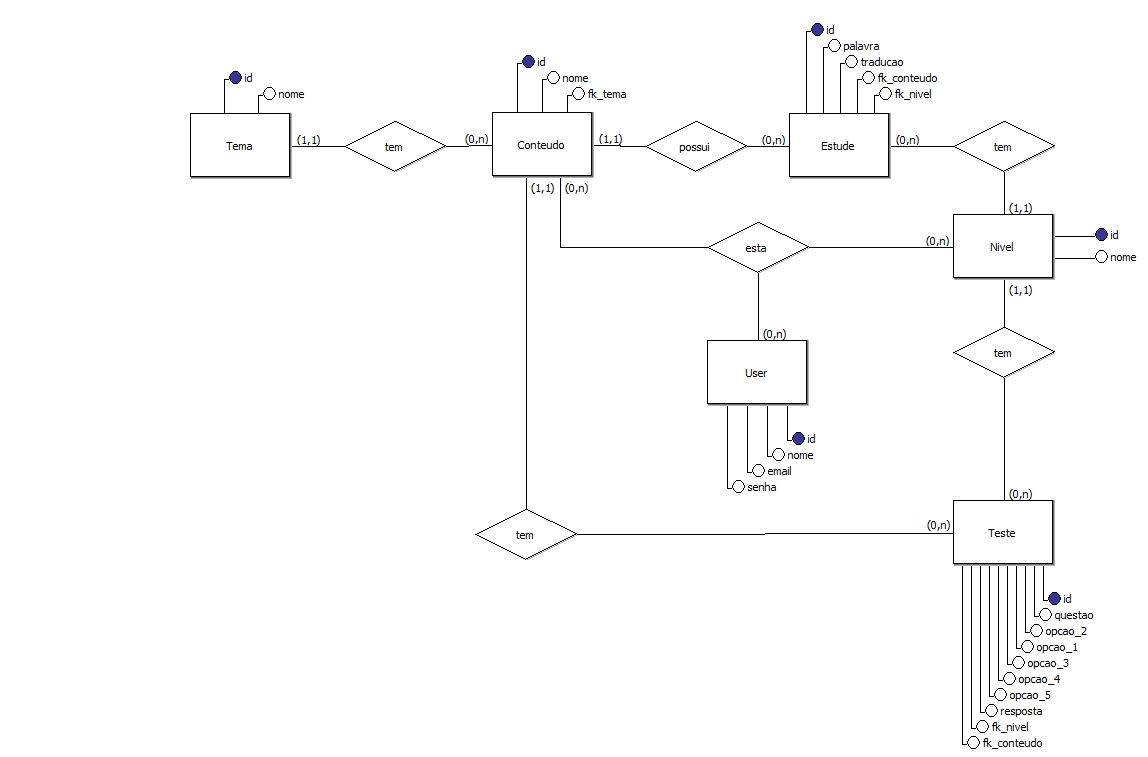 id
palavra
traducao
fk_conteudo
fk_nivel
id
nome
fk_tema
id
nome
Tema
(1,1)
tem
(0,n)
Conteudo
(1,1)
possui
(0,n)
Estude
(0,n)
tem
(1,1)
(0,n)
(1,1)
esta
(0,n)
Nivel
id
nome
(1,1)
(0,n)
User
tem
id
nome
email
senha
(0,n)
tem
(0,n)
Teste
id
questao
opcao_2
opcao_1
opcao_3
opcao_4
opcao_5
resposta
fk_nivel
fk_conteudo